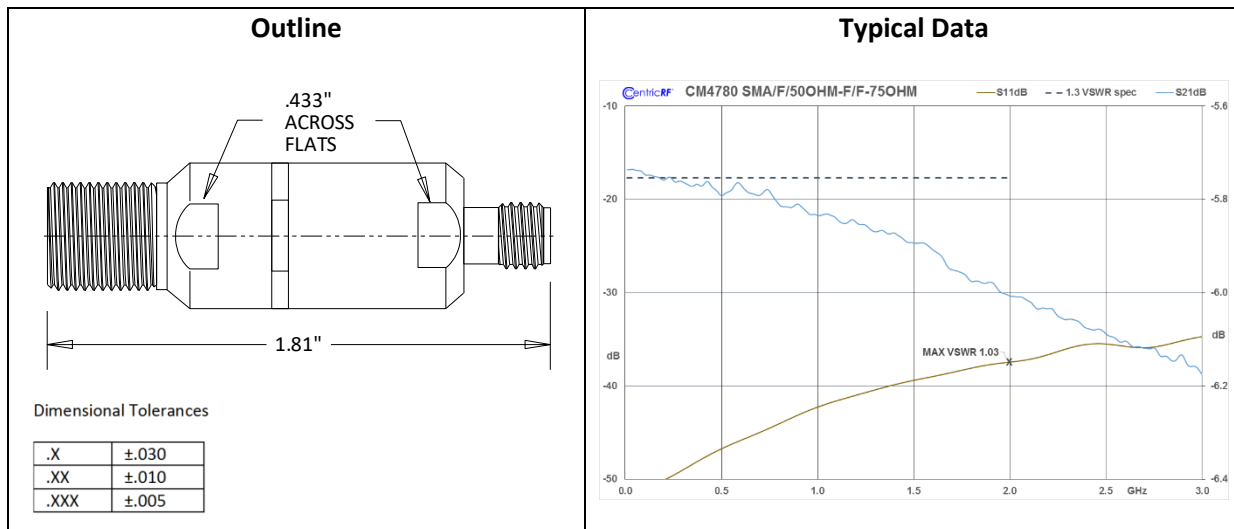 Outline
.433"
ACROSS
FLATS
1.81"
Dimensional Tolerances
.X ±.030
.XX ±.010
.XXX ±.005
Typical Data
CentricRF CM4780 SMA/F/50OHM-F/F-75OHM S11dB 1.3 VSWR spec S21dB
-10 -5.6
-20 -5.8
-30 -6.0
dB dB
MAX VSWR 1.03
X
-40 -6.2
-50 -6.4
0.0 0.5 1.0 1.5 2.0 2.5 GHz 3.0